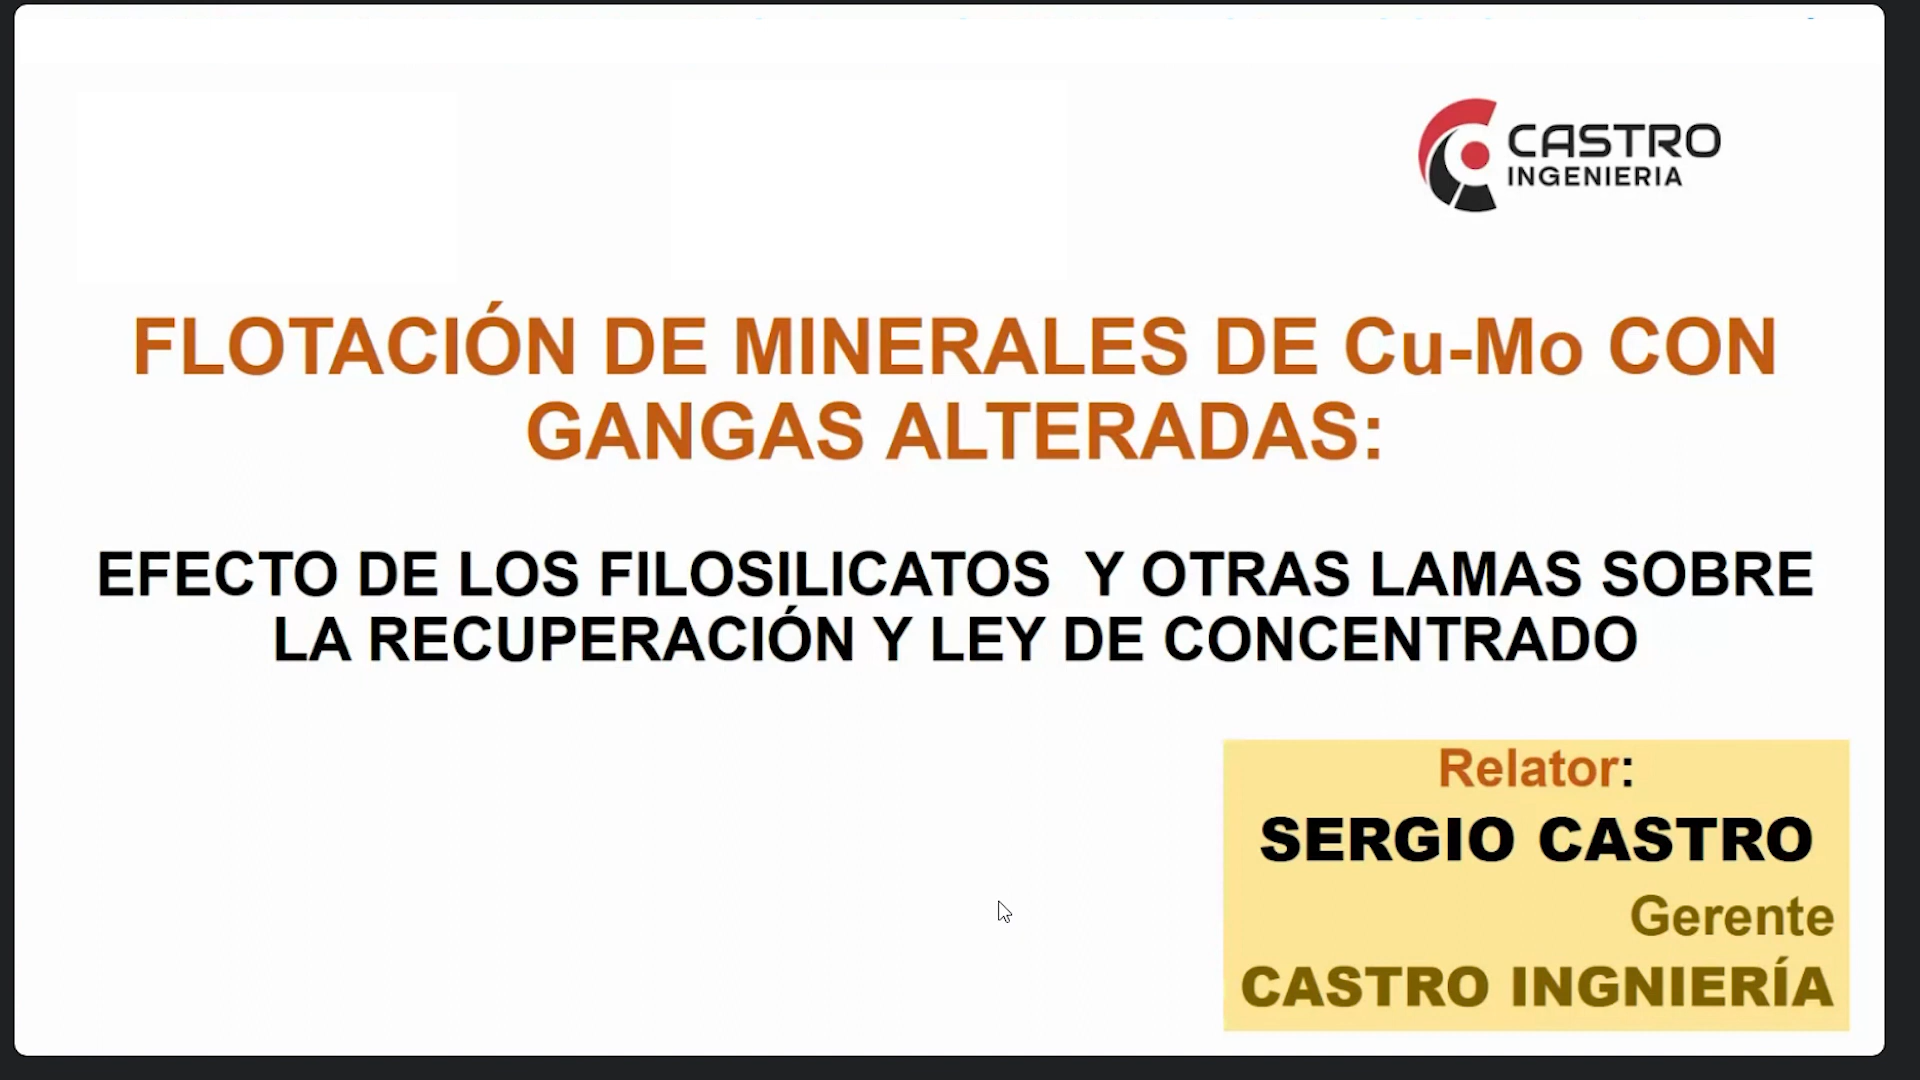 CASTRO
INGENIERIA
FLOTACIÓN DE MINERALES DE Cu-Mo CON
GANGAS ALTERADAS:
EFECTO DE LOS FILOSILICATOS Y OTRAS LAMAS SOBRE
LA RECUPERACIÓN Y LEY DE CONCENTRADO
Relator:
SERGIO CASTRO
Gerente
CASTRO INGNIERÍA